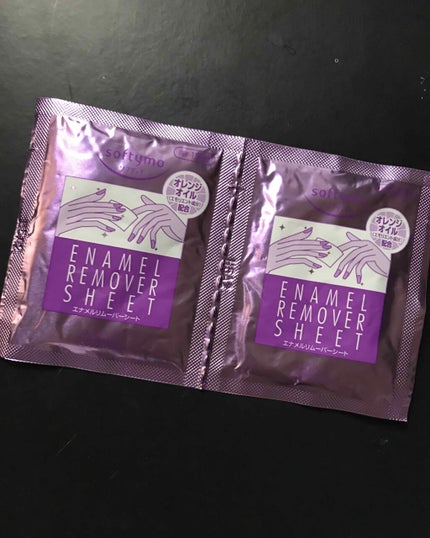 softymo
オレンジ
オイル
配合
ENAMEL
REMOVER
SHEET
エナメルリムーバーシート
softymo
オレンジ
オイル
配合
ENAMEL
REMOVER
SHEET
エナメルリムーバーシート